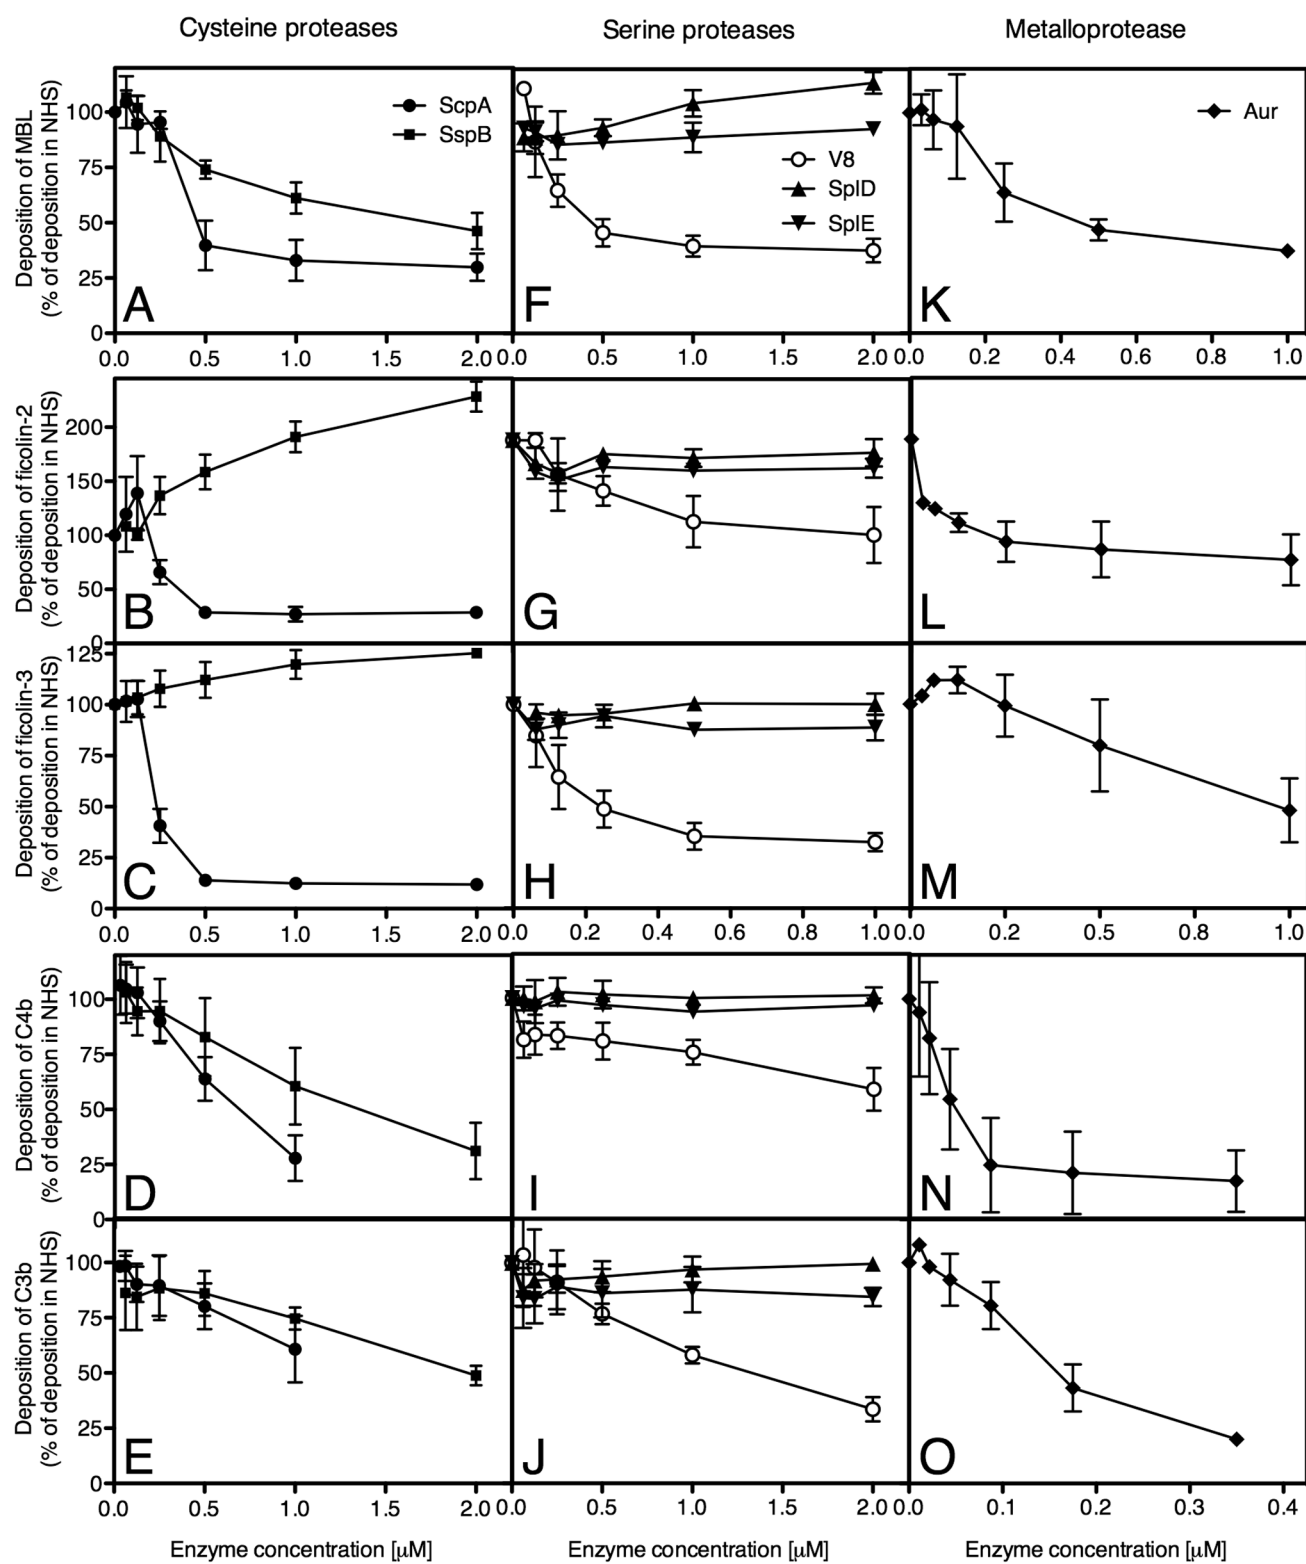 Cysteine proteases
Serine proteases
Metalloprotease
Deposition of MBL
(% of deposition in NHS)
100
75
50
25
0
ScpA
SspB
A
V8
SplD
SplE
F
Aur
K
0.0 0.5 1.0 1.5 2.0
0.0 0.5 1.0 1.5 2.0
0.0 0.2 0.4 0.6 0.8 1.0
Deposition of ficolin-2
(% of deposition in NHS)
200
150
100
50
0
B
G
L
Deposition of ficolin-3
(% of deposition in NHS)
125
100
75
50
25
0
C
H
M
0.0 0.5 1.0 1.5 2.0
0.0 0.2 0.4 0.6 0.8 1.0
0.0 0.2 0.5 0.8 1.0
Deposition of C4b
(% of deposition in NHS)
100
75
50
25
0
D
I
N
Deposition of C3b
(% of deposition in NHS)
100
75
50
25
0
E
J
O
0.0 0.5 1.0 1.5 2.0
0.0 0.5 1.0 1.5 2.0
0.0 0.1 0.2 0.3 0.4
Enzyme concentration [μM]
Enzyme concentration [μM]
Enzyme concentration [μM]